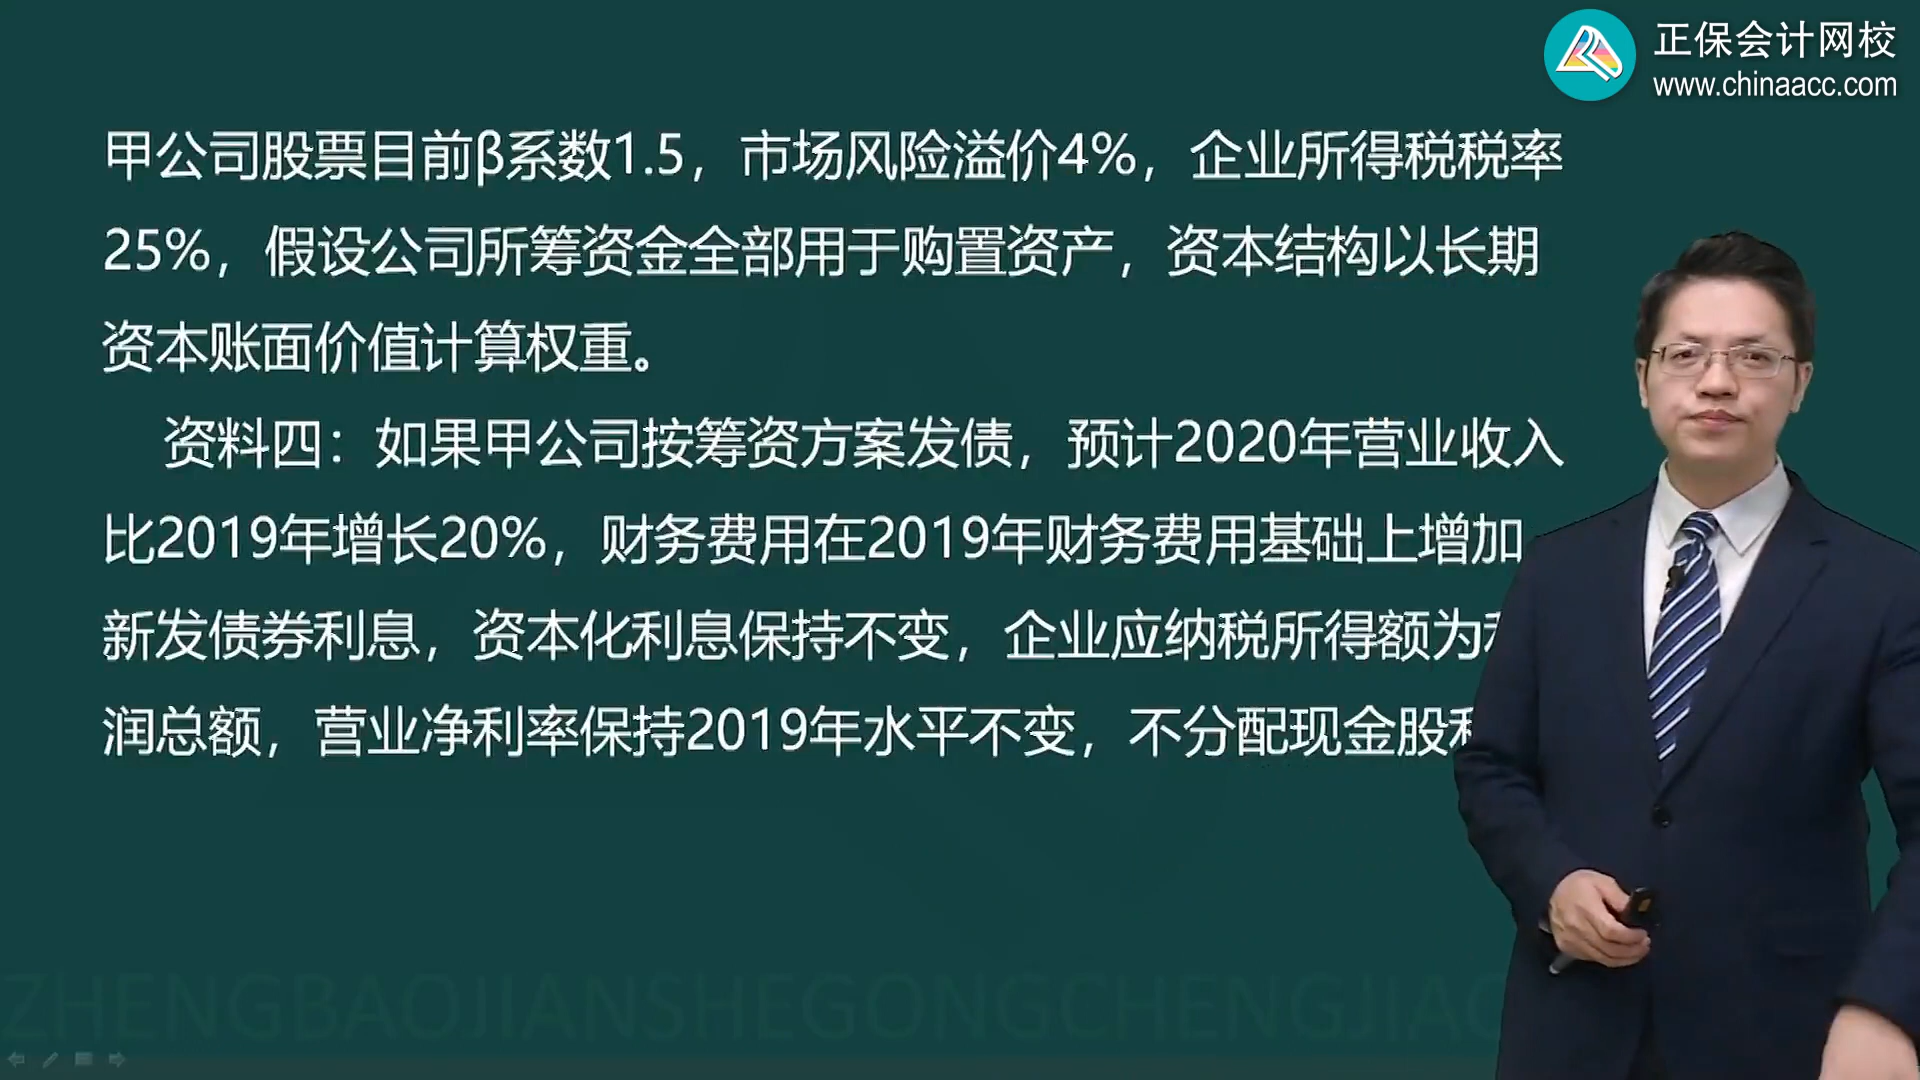 正保会计网校
www.chinaacc.com
甲公司股票目前β系数1.5，市场风险溢价4%，企业所得税税率
25%，假设公司所筹资金全部用于购置资产，资本结构以长期
资本账面价值计算权重。
资料四：如果甲公司按筹资方案发债，预计2020年营业收入
比2019年增长20%，财务费用在2019年财务费用基础上增加
新发债券利息，资本化利息保持不变，企业应纳税所得额为
润总额，营业净利率保持2019年水平不变，不分配现金股
ZHENGBAOJIANSHEGONGCHENGJIAO